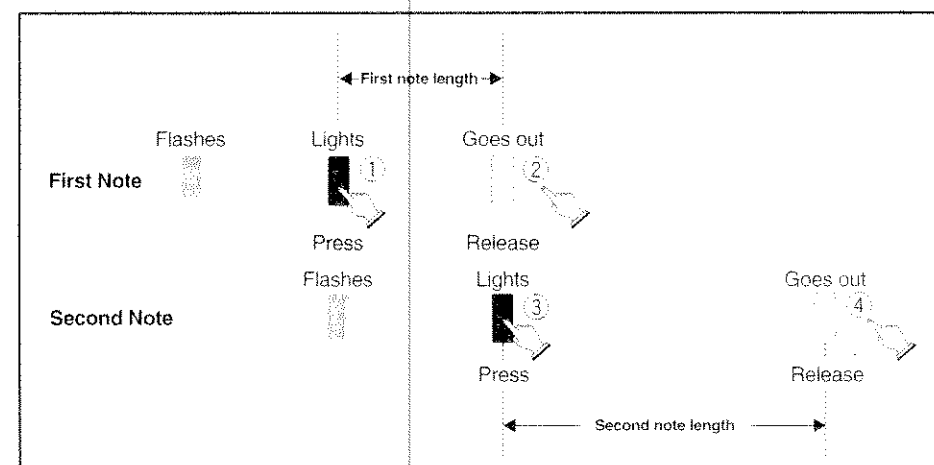 First note length
Flashes Lights Goes out
First Note ① ②
Press Release
Flashes Lights Goes out
Second Note ③ ④
Press Release
Second note length